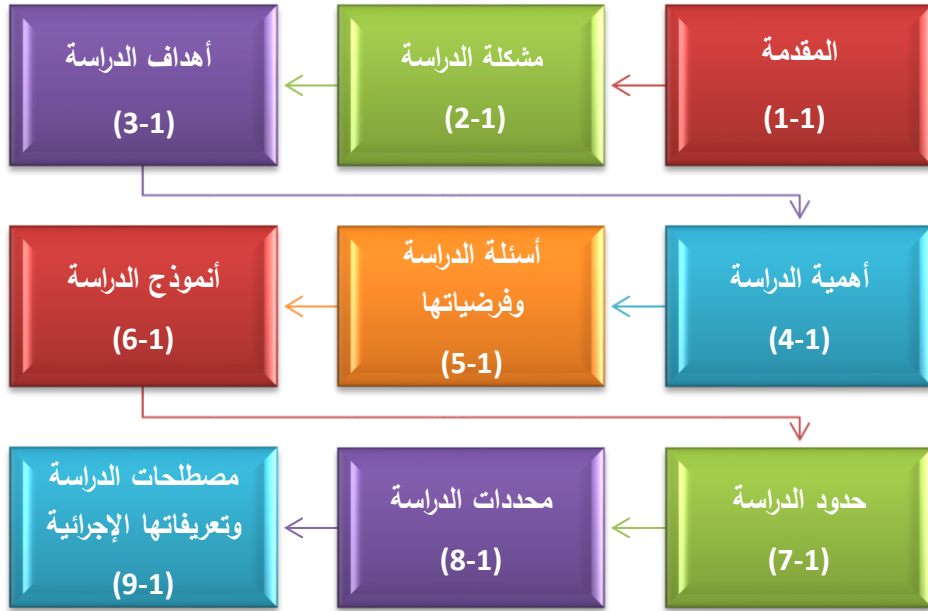 المقدمة
(1-1)
مشكلة الدراسة
(2-1)
أهداف الدراسة
(3-1)
أهمية الدراسة
(4-1)
أسئلة الدراسة
وفرضياتها
(5-1)
أنموذج الدراسة
(6-1)
حدود الدراسة
(7-1)
محددات الدراسة
(8-1)
مصطلحات الدراسة
وتعريفاتها الإجرائية
(9-1)